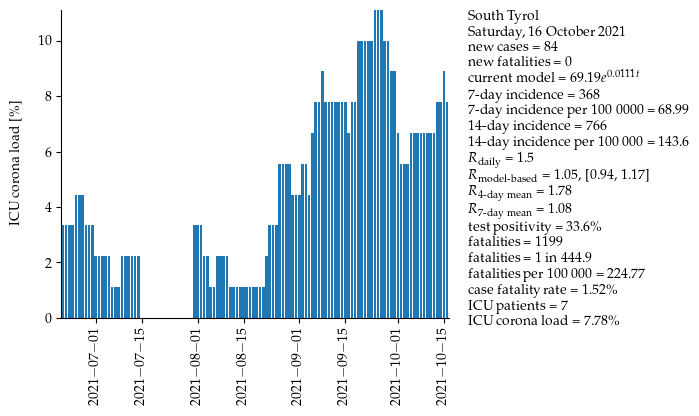 South Tyrol
Saturday, 16 October 2021
new cases = 84
new fatalities = 0
current model = 69.19e^0.0111t
7-day incidence = 368
7-day incidence per 100 0000 = 68.99
14-day incidence = 766
14-day incidence per 100 000 = 143.6
R_daily = 1.5
R_model-based = 1.05, [0.94, 1.17]
R_4-day mean = 1.78
R_7-day mean = 1.08
test positivity = 33.6%
fatalities = 1199
fatalities = 1 in 444.9
fatalities per 100 000 = 224.77
case fatality rate = 1.52%
ICU patients = 7
ICU corona load = 7.78%
ICU corona load [%]
10
8
6
4
2
0
2021−07−01
2021−07−15
2021−08−01
2021−08−15
2021−09−01
2021−09−15
2021−10−01
2021−10−15